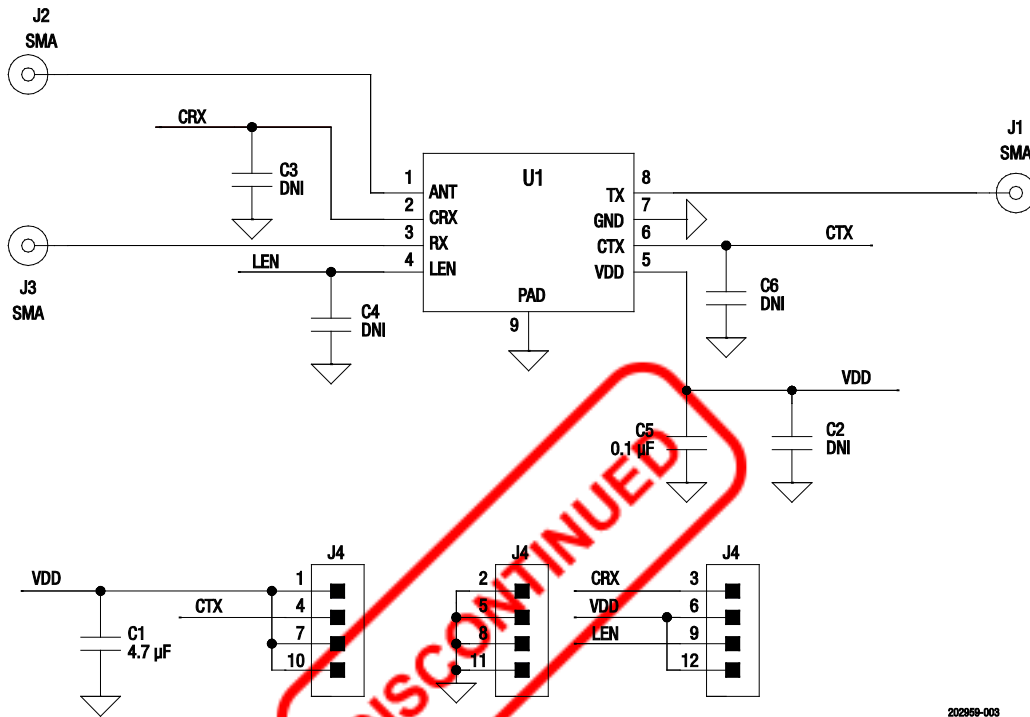 J2
SMA
CRX
C3
DNI
J1
SMA
U1
1
ANT
2
CRX
3
RX
4
LEN
TX
8
GND
7
CTX
6
VDD
5
PAD
9
J3
SMA
LEN
C4
DNI
CTX
C6
DNI
VDD
C5
0.1 µF
C2
DNI
DISCONTINUED
VDD
CTX
C1
4.7 µF
J4
1
4
7
10
J4
2
5
8
11
J4
CRX
3
VDD
6
LEN
9
12
202959-003